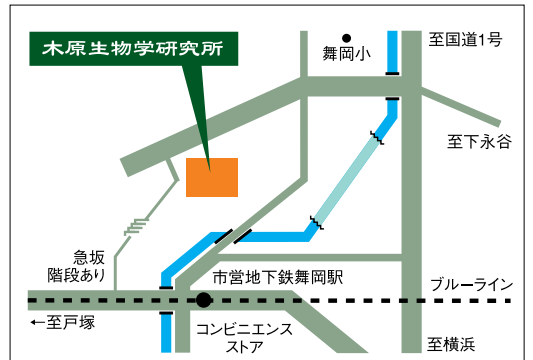 木原生物学研究所
舞岡小
至国道1号
至下永谷
急坂
階段あり
市営地下鉄舞岡駅
ブルーライン
←至戸塚
コンビニエンス
ストア
至横浜